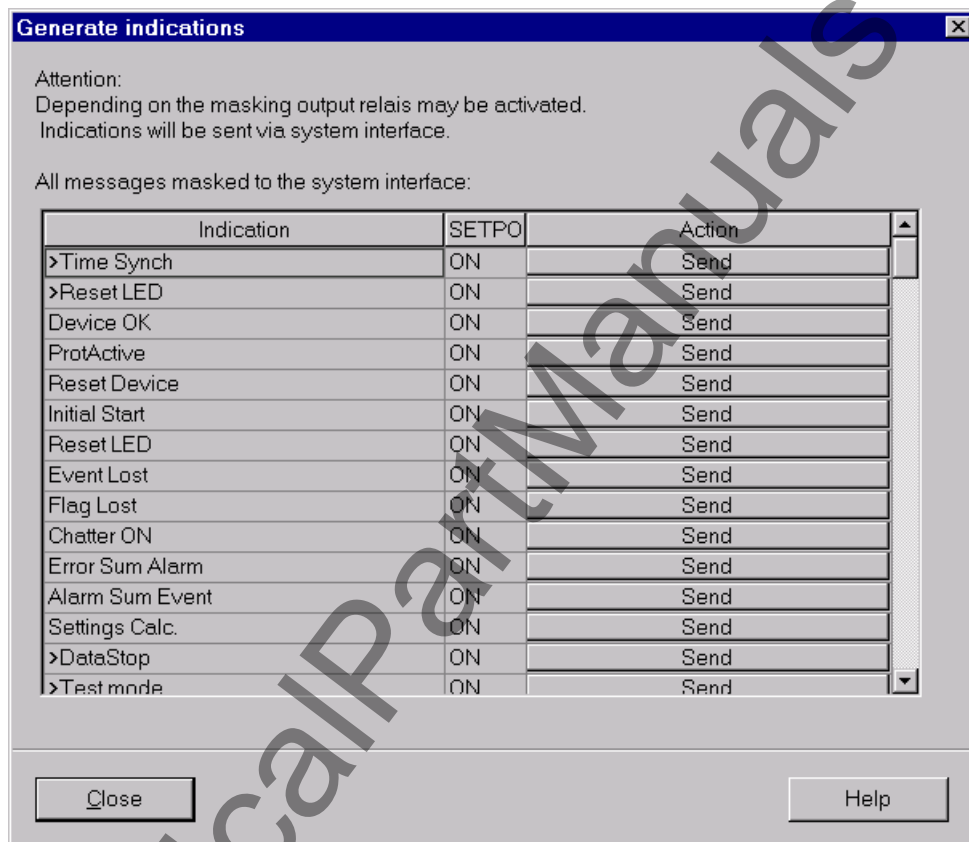 Generate indications
Attention:
Depending on the masking output relais may be activated.
Indications will be sent via system interface.
All messages masked to the system interface:
Indication SETPO Action
>Time Synch ON Send
>Reset LED ON Send
Device OK ON Send
ProtActive ON Send
Reset Device ON Send
Initial Start ON Send
Reset LED ON Send
Event Lost ON Send
Flag Lost ON Send
Chatter ON ON Send
Error Sum Alarm ON Send
Alarm Sum Event ON Send
Settings Calc. ON Send
>DataStop ON Send
>Test mode ON Send
Close Help
calPartManuals